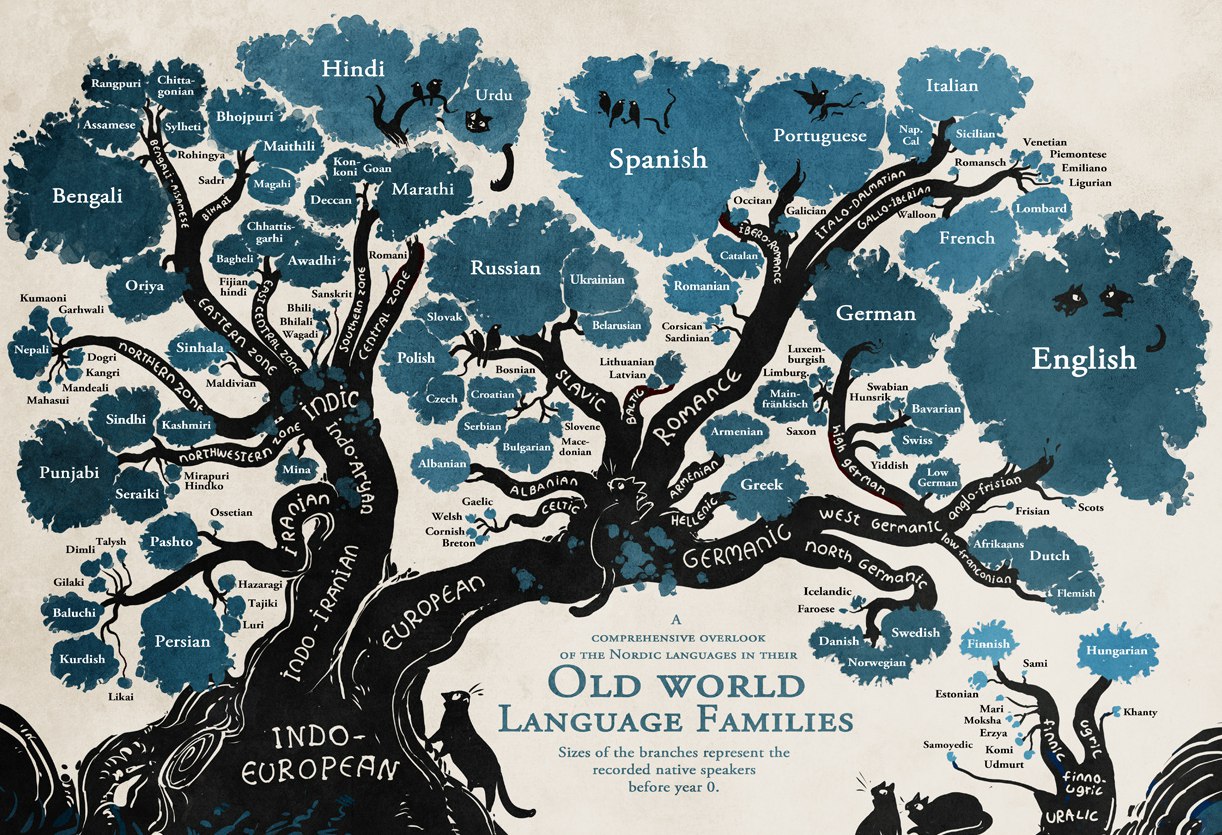 Hindi
Urdu
Rangpuri
Chitta-
gonian
Assamese
Sylheti
Bhojpuri
Maithili
Rohingya
Sadri
Magahi
BENGALI-ASSAMESE
BIHARI
Bengali
Kon-
koni
Goan
Deccan
Marathi
Chhattis-
garhi
Bagheli
Awadhi
Fijian
hindi
Romani
Oriya
EASTERN ZONE
EAST CENTRAL ZONE
SOUTHERN ZONE
CENTRAL ZONE
Sanskrit
Bhili
Bhilali
Wagadi
Kumaoni
Garhwali
Nepali
Dogri
Kangri
Mandeali
Mahasui
NORTHERN ZONE
Sinhala
Maldivian
INDIC
Indo-Aryan
Sindhi
Kashmiri
NORTHWESTERN ZONE
Punjabi
Seraiki
Mirapuri
Hindko
Mina
IRANIAN
Ossetian
Pashto
Talysh
Dimli
Gilaki
Baluchi
Kurdish
Likai
Persian
Hazaragi
Tajiki
Luri
INDO-IRANIAN
EUROPEAN
INDO-
EUROPEAN
Spanish
Portuguese
Italian
Nap.
Cal
Sicilian
Romansch
Venetian
Piemontese
Emiliano
Ligurian
Lombard
Walloon
French
ITALO-DALMATIAN
GALLO-IBERIAN
Occitan
Galician
IBERO-ROMANCE
Catalan
Romanian
Corsican
Sardinian
ROMANCE
Russian
Ukrainian
Belarusian
Slovak
Polish
Czech
Bosnian
Croatian
Serbian
Bulgarian
Slovene
Mace-
donian
SLAVIC
Lithuanian
Latvian
BALTIC
Albanian
ALBANIAN
Gaelic
Welsh
Cornish
Breton
CELTIC
Armenian
ARMENIAN
Greek
HELLENIC
German
English
Luxem-
burgish
Limburg.
Main-
fränkisch
Saxon
Swabian
Hunsrik
Bavarian
Swiss
Yiddish
Low
German
high german
anglo-frisian
Frisian
Scots
GERMANIC
WEST GERMANIC
low franconian
Afrikaans
Dutch
Flemish
NORTH Germanic
Icelandic
Faroese
Danish
Swedish
Norwegian
A
COMPREHENSIVE OVERLOOK
OF THE NORDIC LANGUAGES IN THEIR
OLD WORLD
LANGUAGE FAMILIES
Sizes of the branches represent the
recorded native speakers
before year 0.
Finnish
Hungarian
Sami
Estonian
Mari
Moksha
Erzya
Komi
Udmurt
Samoyedic
Khanty
finnic
ugric
finno-
ugric
URALIC